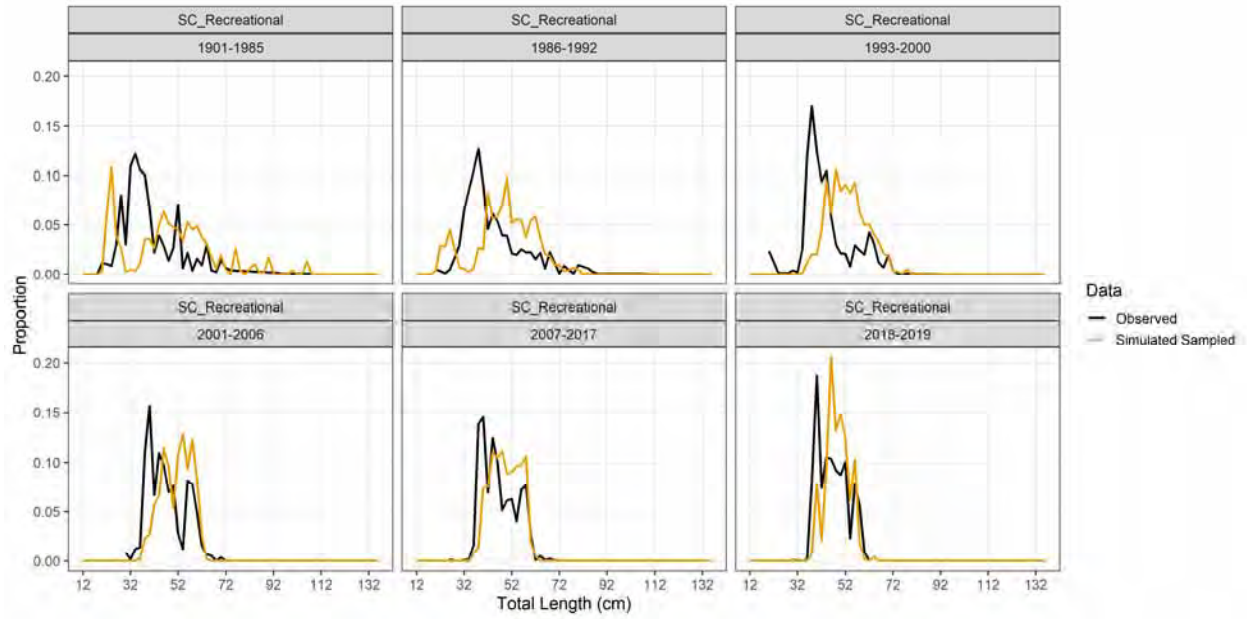 SC_Recreational SC_Recreational SC_Recreational
1901-1985 1986-1992 1993-2000
0.20
0.15
0.10
0.05
0.00
SC_Recreational SC_Recreational SC_Recreational
2001-2006 2007-2017 2018-2019
0.20
0.15
0.10
0.05
0.00
12 32 52 72 92 112 132 12 32 52 72 92 112 132 12 32 52 72 92 112 132
Total Length (cm)
Proportion
Data
Observed
Simulated Sampled